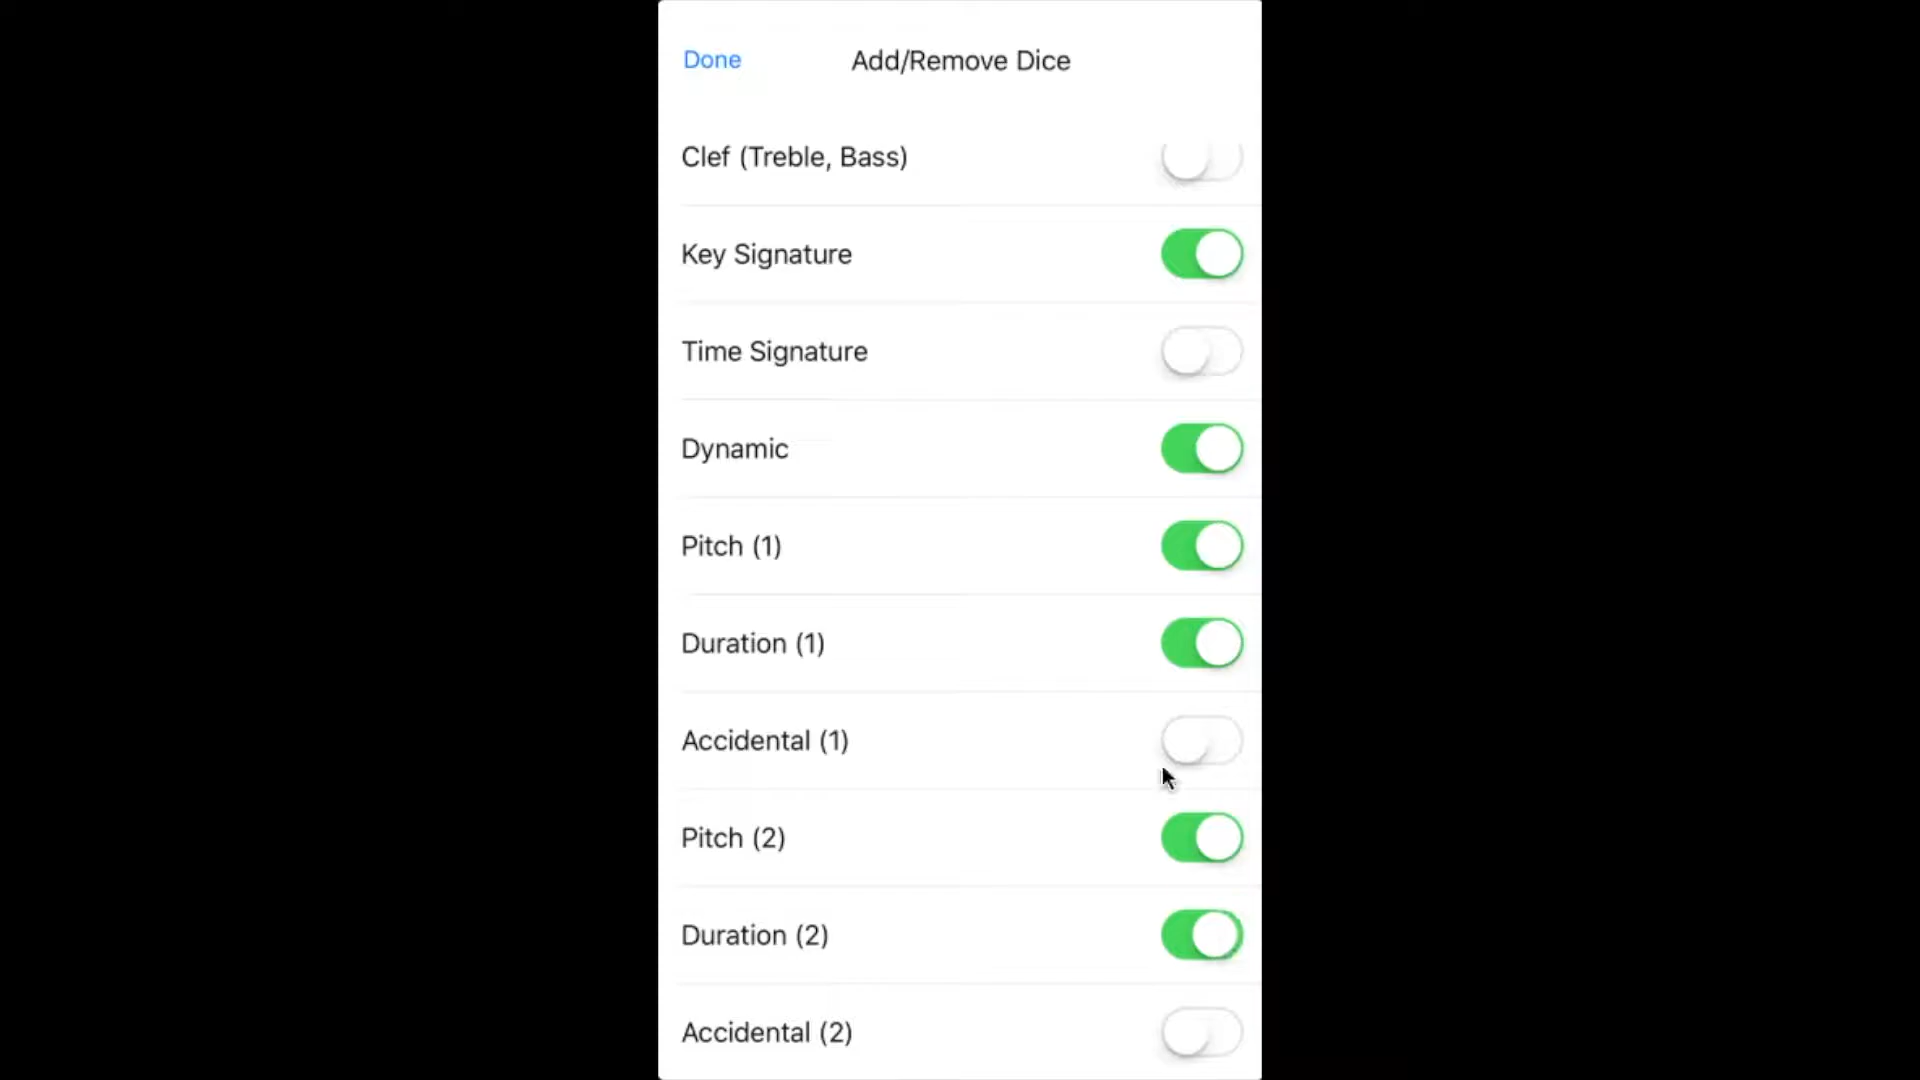 Done
Add/Remove Dice
Clef (Treble, Bass)
Key Signature
Time Signature
Dynamic
Pitch (1)
Duration (1)
Accidental (1)
Pitch (2)
Duration (2)
Accidental (2)